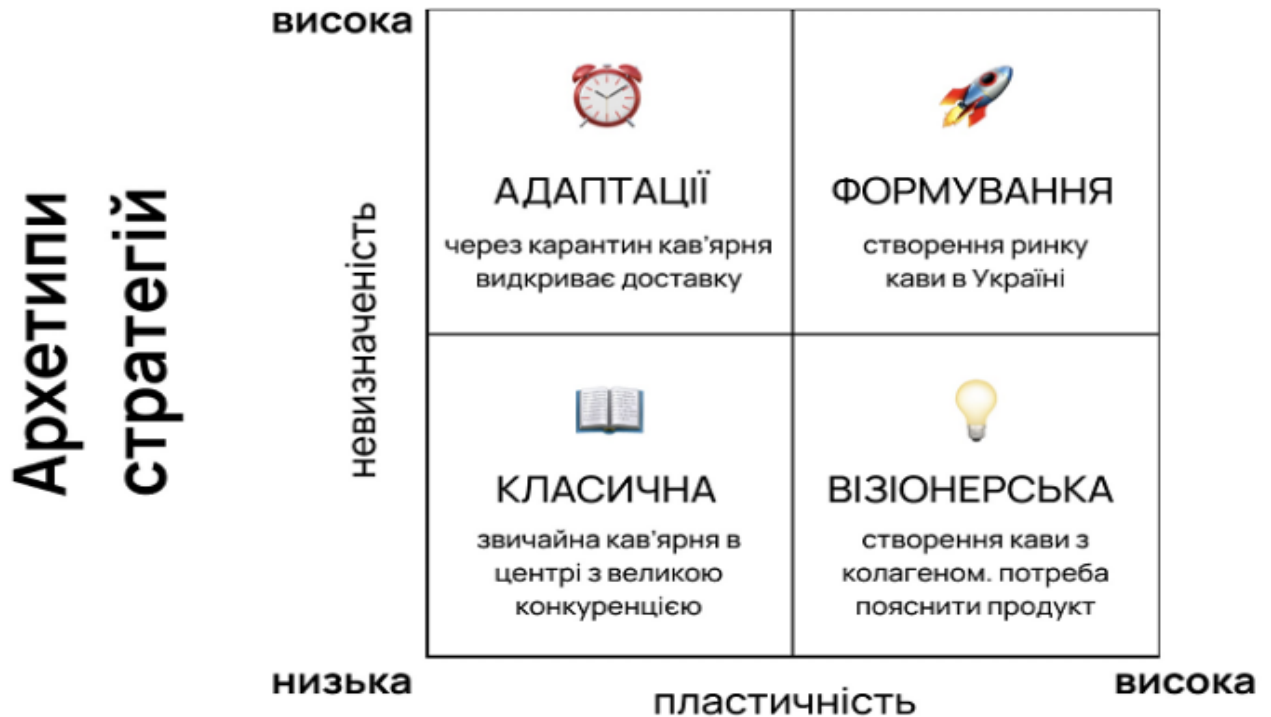 Архетипи
стратегій
висока
невизначеність
АДАПТАЦІЇ
через карантин кав'ярня
видкриває доставку
ФОРМУВАННЯ
створення ринку
кави в Україні
КЛАСИЧНА
звичайна кав'ярня в
центрі з великою
конкуренцією
ВІЗІОНЕРСЬКА
створення кави з
колагеном. потреба
пояснити продукт
низька
пластичність
висока